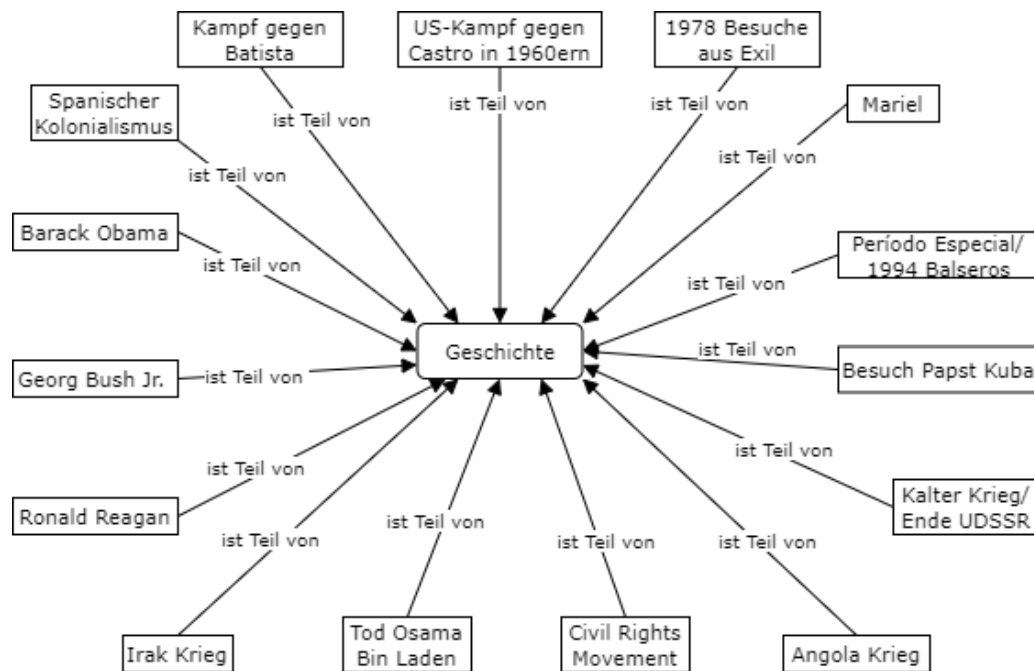 Kampf gegen
Batista
US-Kampf gegen
Castro in 1960ern
1978 Besuche
aus Exil
ist Teil von
ist Teil von
ist Teil von
Spanischer
Kolonialismus
Mariel
ist Teil von
ist Teil von
Barack Obama
ist Teil von
Período Especial/
1994 Balseros
ist Teil von
Geschichte
Georg Bush Jr.
ist Teil von
ist Teil von
Besuch Papst Kuba
ist Teil von
ist Teil von
Ronald Reagan
Kalter Krieg/
Ende UDSSR
ist Teil von
ist Teil von
ist Teil von
ist Teil von
Irak Krieg
Tod Osama
Bin Laden
Civil Rights
Movement
Angola Krieg